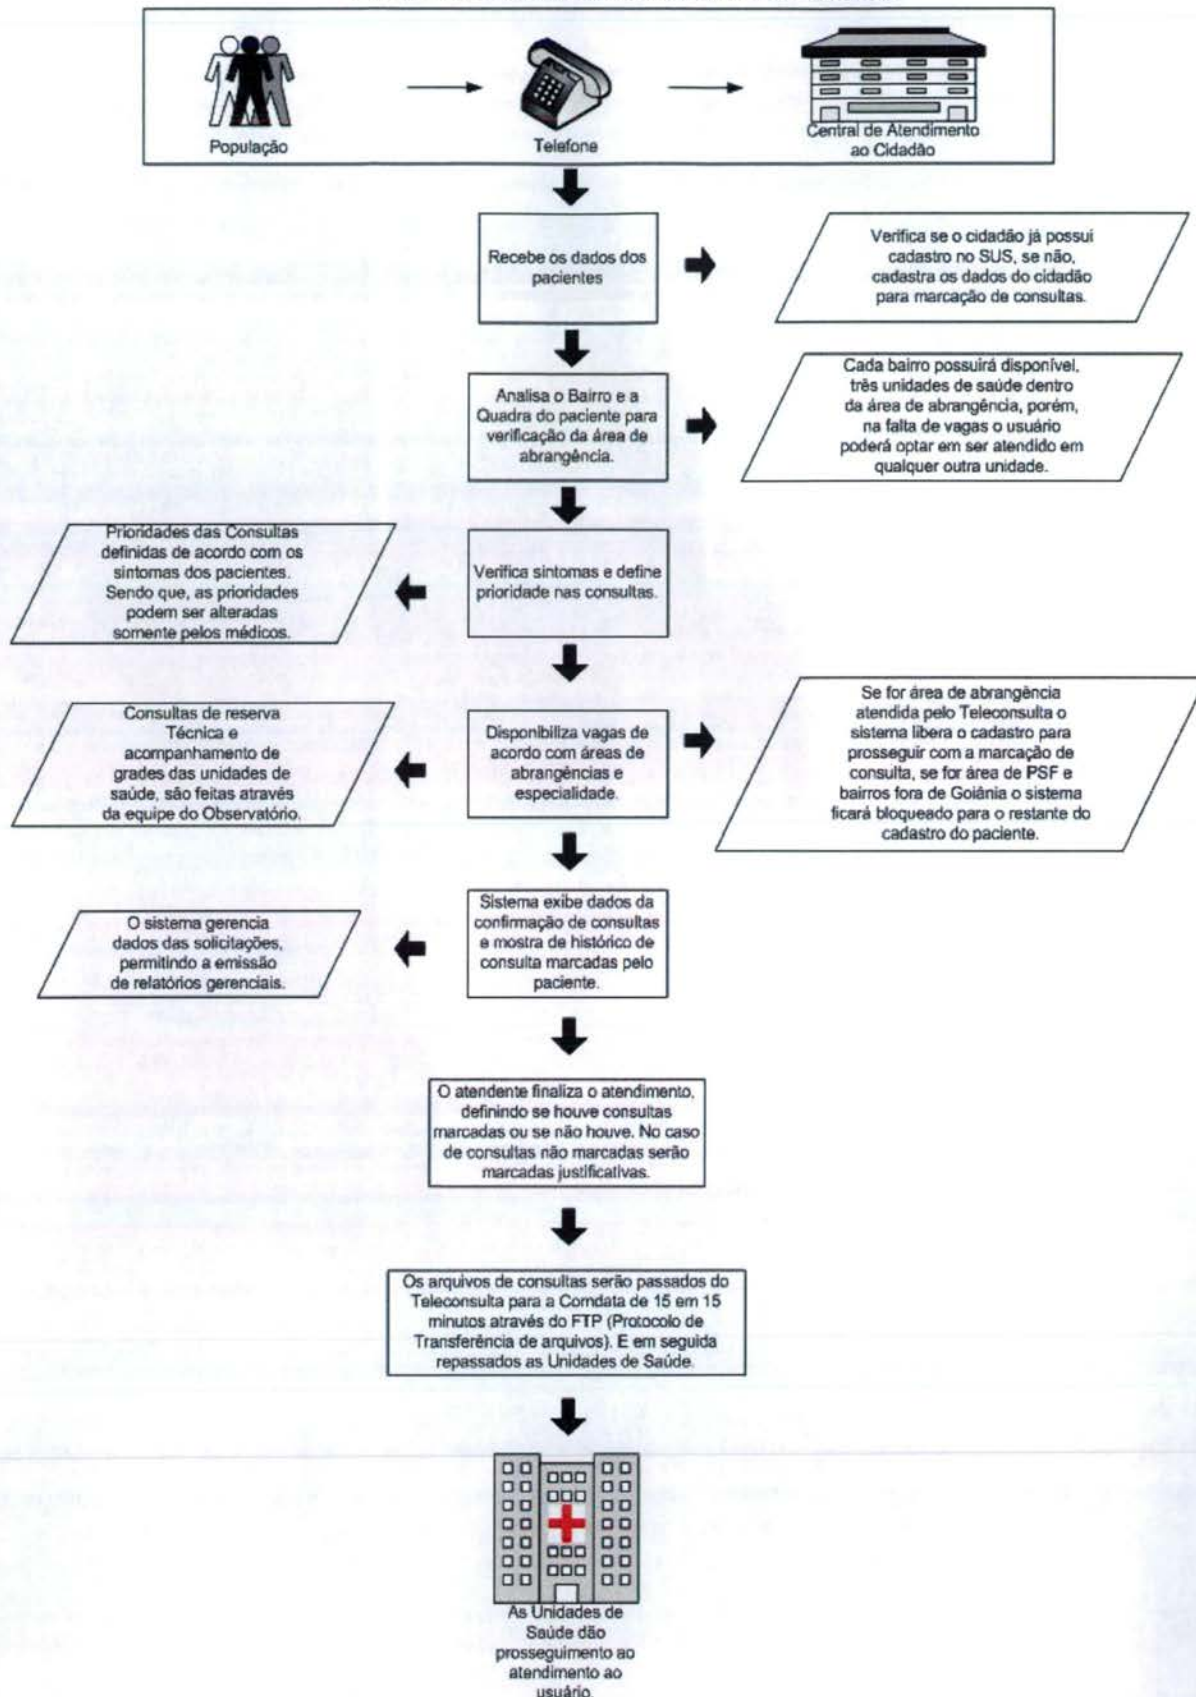 População
Telefone
Central de Atendimento
ao Cidadão
Recebe os dados dos
pacientes
Verifica se o cidadão já possui
cadastro no SUS, se não,
cadastra os dados do cidadão
para marcação de consultas.
Analisa o Bairro e a
Quadra do paciente para
verificação da área de
abrangência.
Cada bairro possuirá disponível,
três unidades de saúde dentro
da área de abrangência, porém,
na falta de vagas o usuário
poderá optar em ser atendido em
qualquer outra unidade.
Prioridades das Consultas
definidas de acordo com os
sintomas dos pacientes.
Sendo que, as prioridades
podem ser alteradas
somente pelos médicos.
Verifica sintomas e define
prioridade nas consultas.
Consultas de reserva
Técnica e
acompanhamento de
grades das unidades de
saúde, são feitas através
da equipe do Observatório.
Disponibiliza vagas de
acordo com áreas de
abrangências e
especialidade.
Se for área de abrangência
atendida pelo Teleconsulta o
sistema libera o cadastro para
prosseguir com a marcação de
consulta, se for área de PSF e
bairros fora de Goiânia o sistema
ficará bloqueado para o restante do
cadastro do paciente.
O sistema gerencia
dados das solicitações,
permitindo a emissão
de relatórios gerenciais.
Sistema exibe dados da
confirmação de consultas
e mostra de histórico de
consulta marcadas pelo
paciente.
O atendente finaliza o atendimento,
definindo se houve consultas
marcadas ou se não houve. No caso
de consultas não marcadas serão
marcadas justificativas.
Os arquivos de consultas serão passados do
Teleconsulta para a Comdata de 15 em 15
minutos através do FTP (Protocolo de
Transferência de arquivos). E em seguida
repassados as Unidades de Saúde.
As Unidades de
Saúde dão
prosseguimento ao
atendimento ao
usuário.